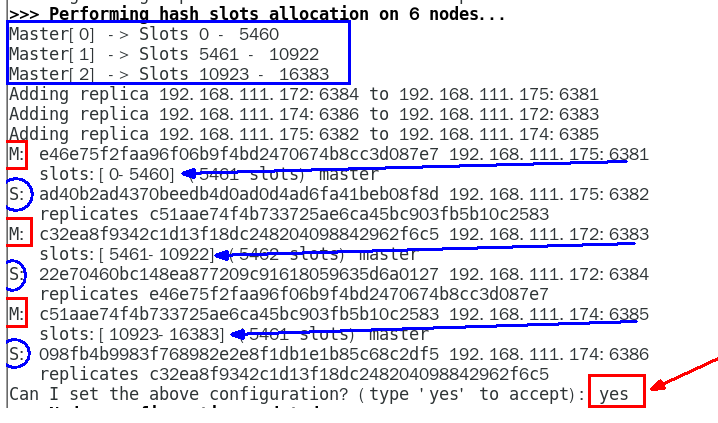 >>> Performing hash slots allocation on 6 nodes...
Master[0] -> Slots 0 - 5460
Master[1] -> Slots 5461 - 10922
Master[2] -> Slots 10923 - 16383
Adding replica 192.168.111.172:6384 to 192.168.111.175:6381
Adding replica 192.168.111.174:6386 to 192.168.111.172:6383
Adding replica 192.168.111.175:6382 to 192.168.111.174:6385
M: e46e75f2faa96f06b9f4bd2470674b8cc3d087e7 192.168.111.175:6381
slots:[0-5460] (5461 slots) master
S: ad40b2ad4370beedb4d0ad0d4ad6fa41beb08f8d 192.168.111.175:6382
replicates c51aae74f4b733725ae6ca45bc903fb5b10c2583
M: c32ea8f9342c1d13f18dc248204098842962f6c5 192.168.111.172:6383
slots:[5461-10922] (5462 slots) master
S: 22e70460bc148ea877209c91618059635d6a0127 192.168.111.172:6384
replicates e46e75f2faa96f06b9f4bd2470674b8cc3d087e7
M: c51aae74f4b733725ae6ca45bc903fb5b10c2583 192.168.111.174:6385
slots:[10923-16383] (5461 slots) master
S: 098fb4b9983f768982e2e8f1db1e1b85c68c2df5 192.168.111.174:6386
replicates c32ea8f9342c1d13f18dc248204098842962f6c5
Can I set the above configuration? (type 'yes' to accept): yes